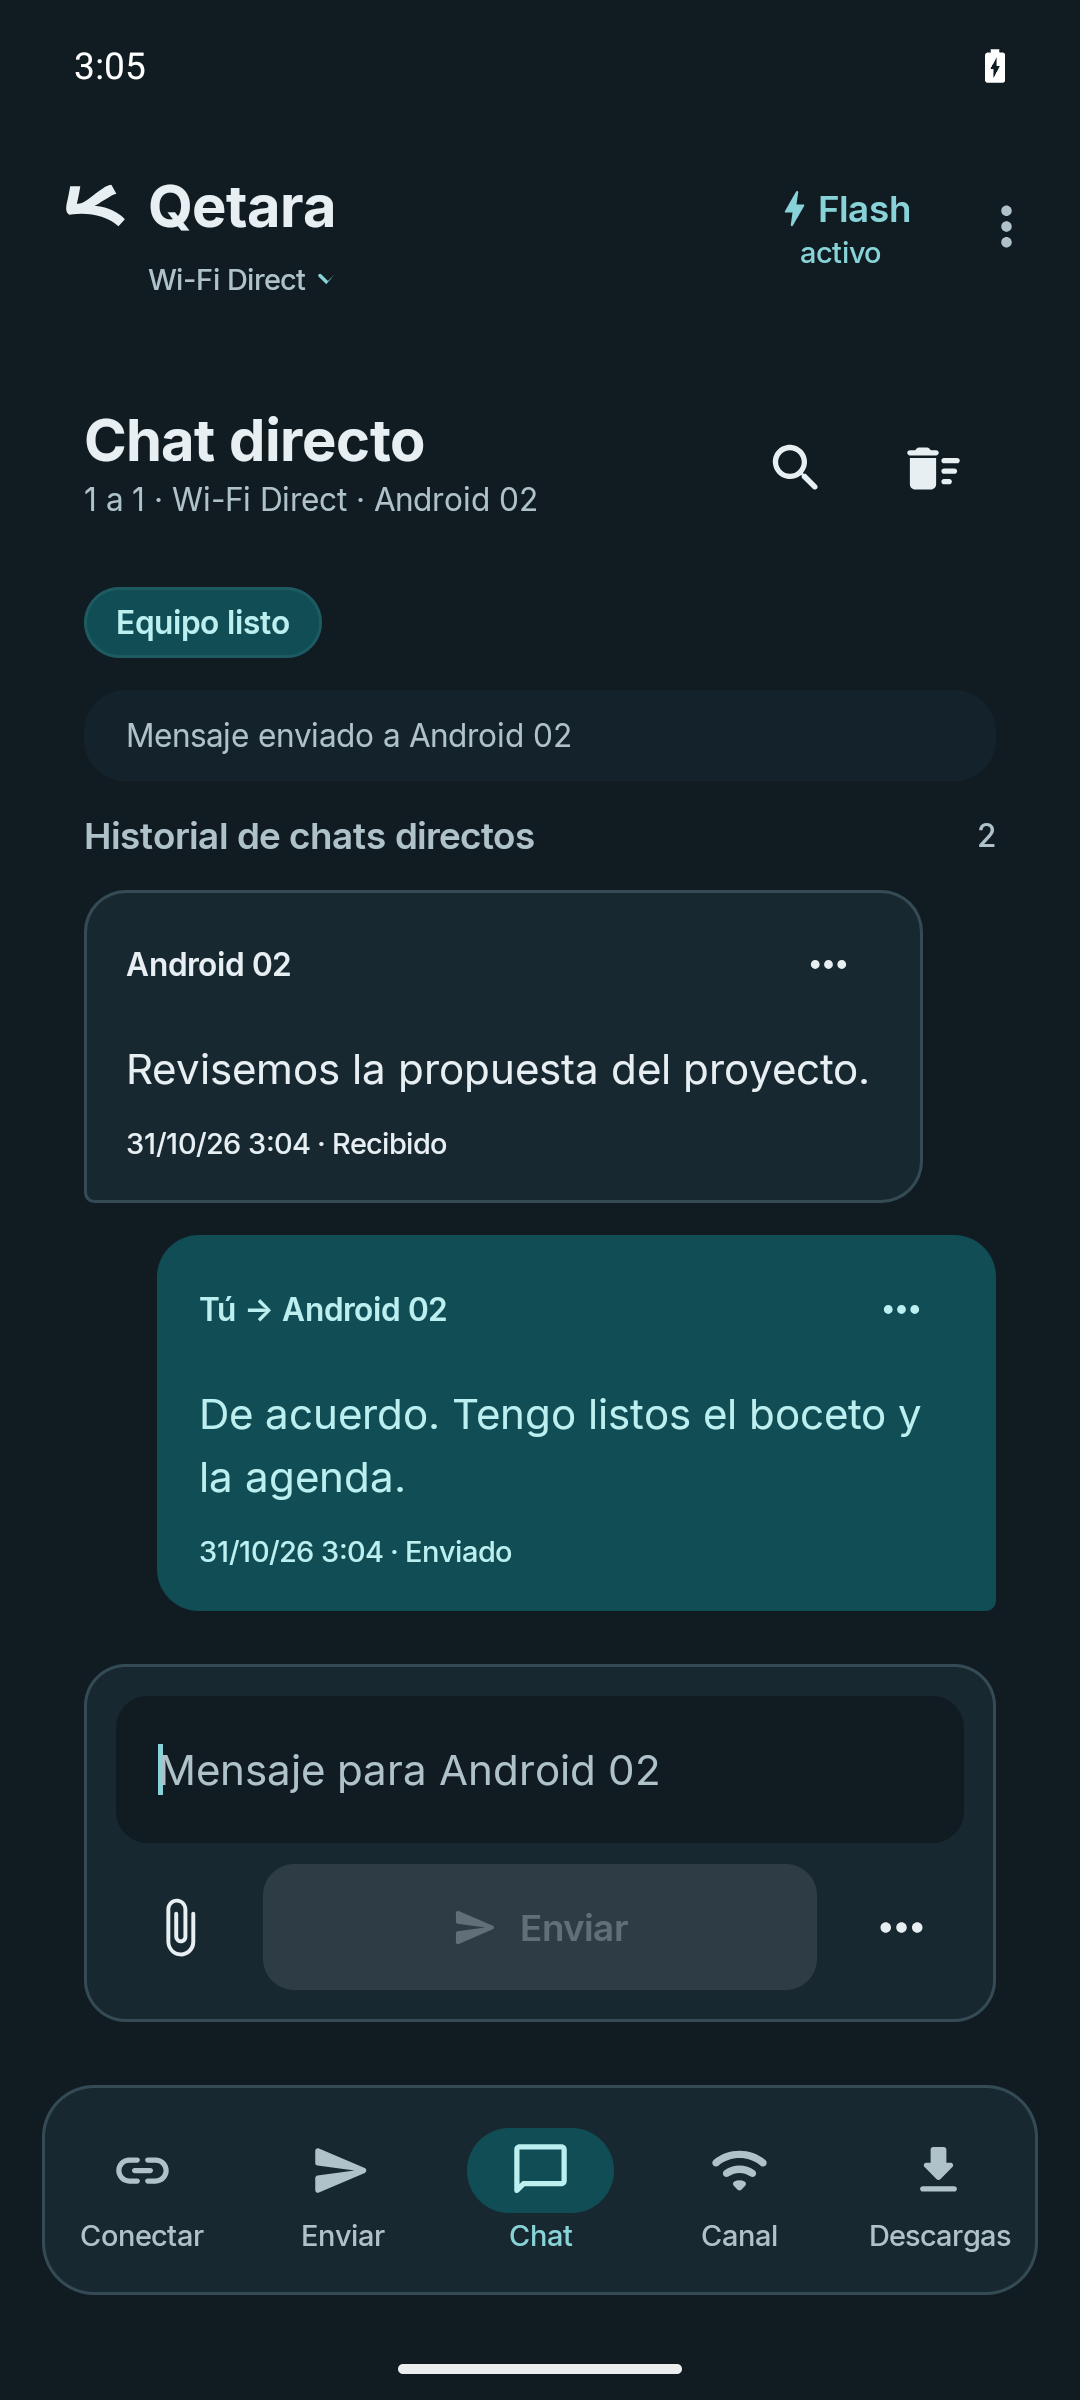 3:05
Qetara
Wi-Fi Direct
Flash
activo
Chat directo
1 a 1 · Wi-Fi Direct · Android 02
Equipo listo
Mensaje enviado a Android 02
Historial de chats directos 2
Android 02
Revisemos la propuesta del proyecto.
31/10/26 3:04 · Recibido
Tú → Android 02
De acuerdo. Tengo listos el boceto y
la agenda.
31/10/26 3:04 · Enviado
Mensaje para Android 02
Enviar
Conectar Enviar Chat Canal Descargas